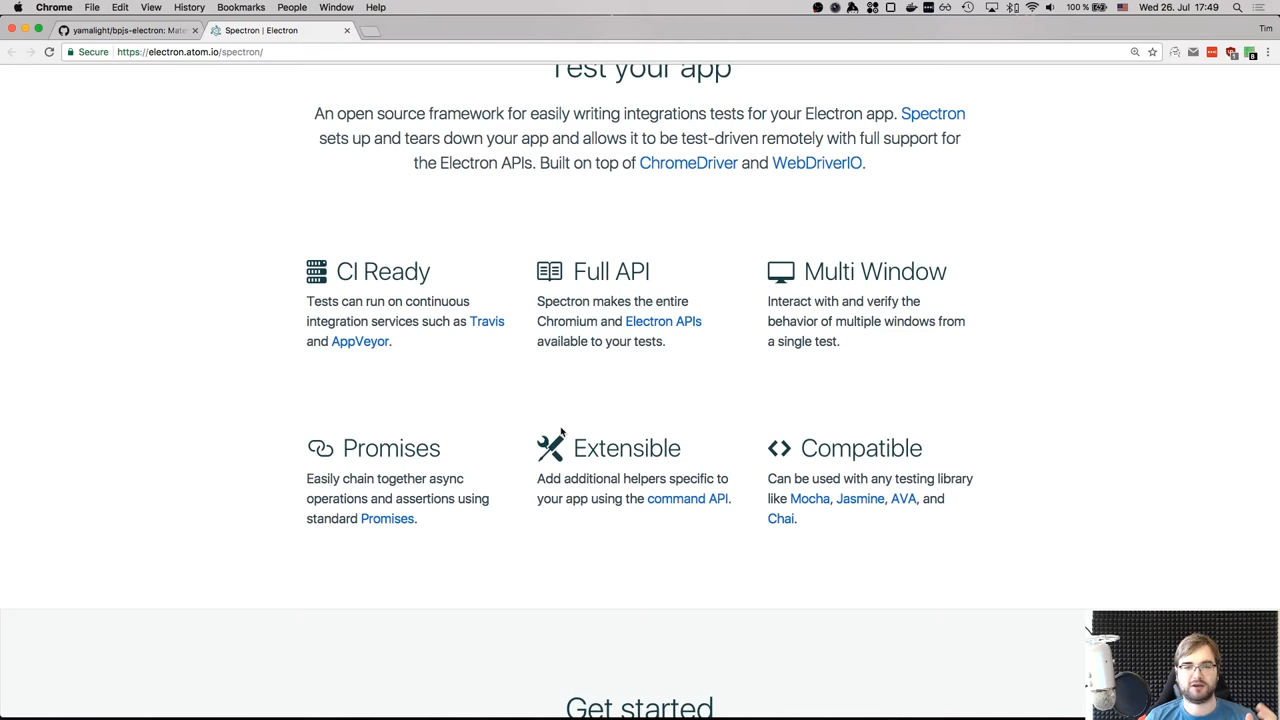 Chrome File Edit View History Bookmarks People Window Help 100 % Wed 26. Jul 17:49
yamalight/bpjs-electron: Mate Spectron | Electron Tim
Secure https://electron.atom.io/spectron/
Test your app
An open source framework for easily writing integrations tests for your Electron app. Spectron
sets up and tears down your app and allows it to be test-driven remotely with full support for
the Electron APIs. Built on top of ChromeDriver and WebDriverIO.
CI Ready
Tests can run on continuous
integration services such as Travis
and AppVeyor.
Full API
Spectron makes the entire
Chromium and Electron APIs
available to your tests.
Multi Window
Interact with and verify the
behavior of multiple windows from
a single test.
Promises
Easily chain together async
operations and assertions using
standard Promises.
Extensible
Add additional helpers specific to
your app using the command API.
Compatible
Can be used with any testing library
like Mocha, Jasmine, AVA, and
Chai.
Get started